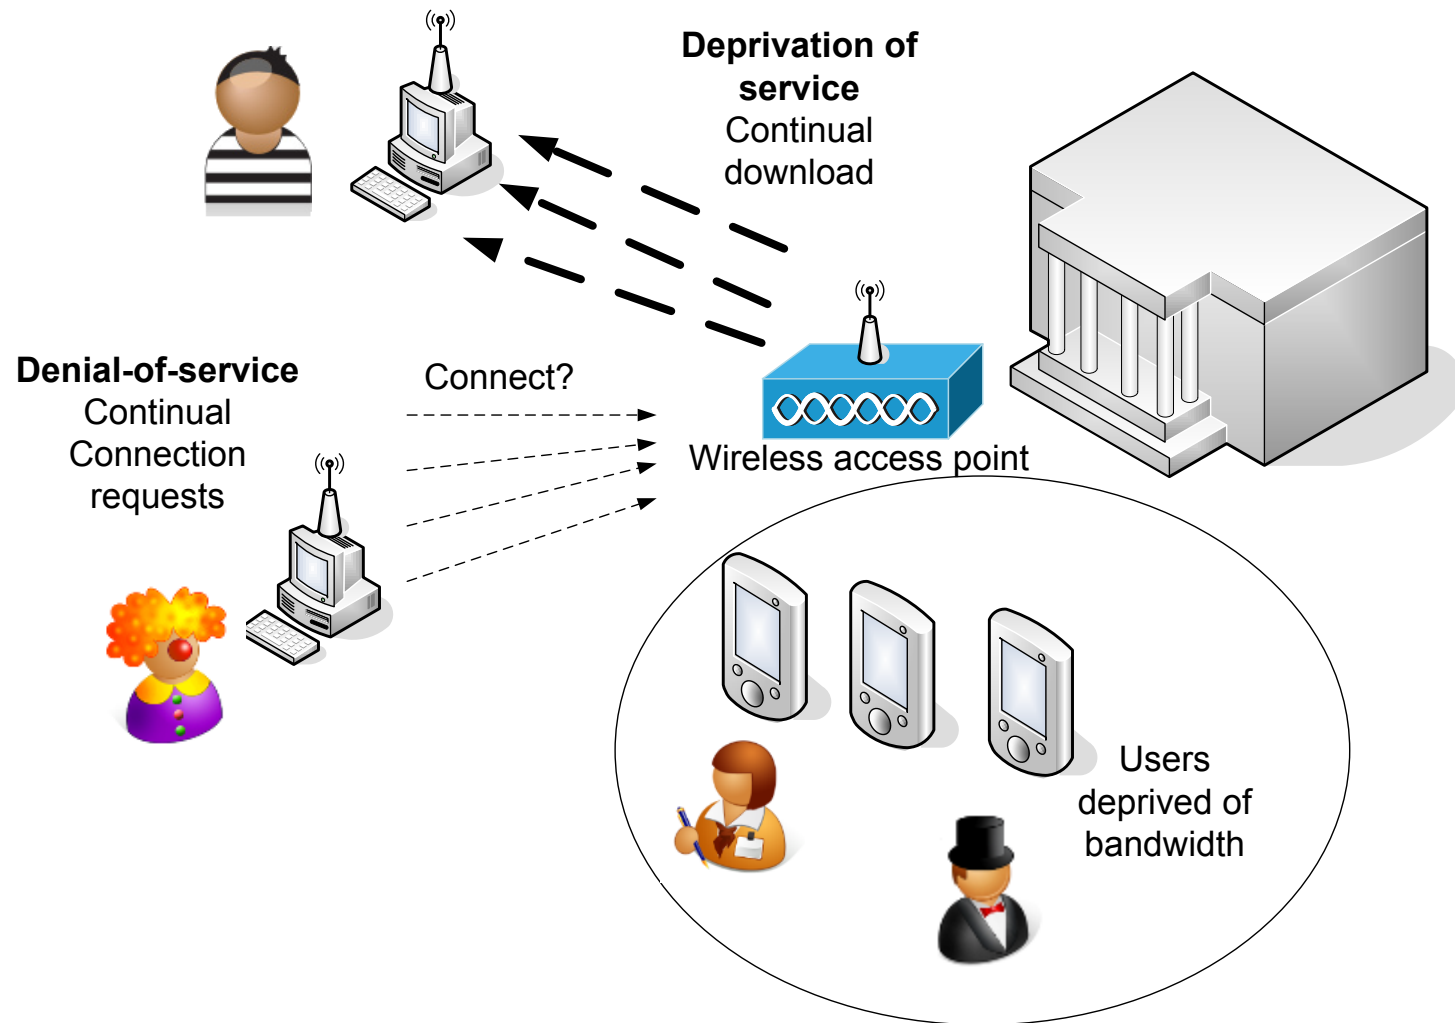 Deprivation of
service
Continual
download
Denial-of-service
Continual
Connection
requests
Connect?
Wireless access point
Users
deprived of
bandwidth